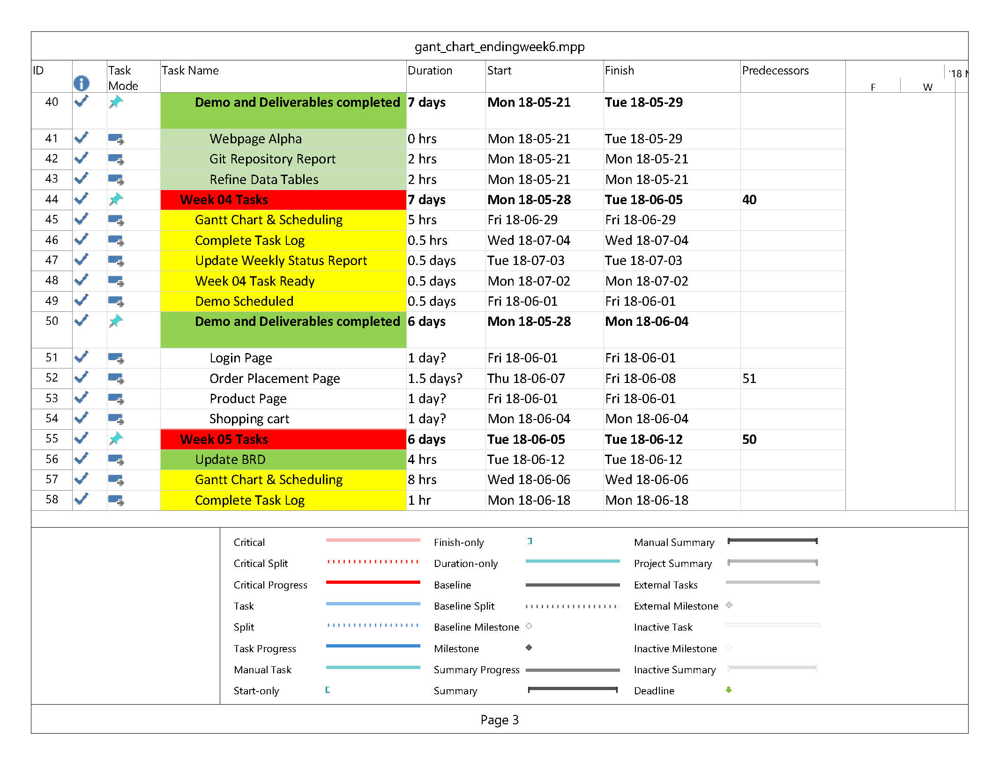 gant_chart_endingweek6.mpp
ID Task Mode Task Name Duration Start Finish Predecessors '18
F W
40 Demo and Deliverables completed 7 days Mon 18-05-21 Tue 18-05-29
41 Webpage Alpha 0 hrs Mon 18-05-21 Tue 18-05-29
42 Git Repository Report 2 hrs Mon 18-05-21 Mon 18-05-21
43 Refine Data Tables 2 hrs Mon 18-05-21 Mon 18-05-21
44 Week 04 Tasks 7 days Mon 18-05-28 Tue 18-06-05 40
45 Gantt Chart & Scheduling 5 hrs Fri 18-06-29 Fri 18-06-29
46 Complete Task Log 0.5 hrs Wed 18-07-04 Wed 18-07-04
47 Update Weekly Status Report 0.5 days Tue 18-07-03 Tue 18-07-03
48 Week 04 Task Ready 0.5 days Mon 18-07-02 Mon 18-07-02
49 Demo Scheduled 0.5 days Fri 18-06-01 Fri 18-06-01
50 Demo and Deliverables completed 6 days Mon 18-05-28 Mon 18-06-04
51 Login Page 1 day? Fri 18-06-01 Fri 18-06-01
52 Order Placement Page 1.5 days? Thu 18-06-07 Fri 18-06-08 51
53 Product Page 1 day? Fri 18-06-01 Fri 18-06-01
54 Shopping cart 1 day? Mon 18-06-04 Mon 18-06-04
55 Week 05 Tasks 6 days Tue 18-06-05 Tue 18-06-12 50
56 Update BRD 4 hrs Tue 18-06-12 Tue 18-06-12
57 Gantt Chart & Scheduling 8 hrs Wed 18-06-06 Wed 18-06-06
58 Complete Task Log 1 hr Mon 18-06-18 Mon 18-06-18
Critical Finish-only Manual Summary
Critical Split Duration-only Project Summary
Critical Progress Baseline External Tasks
Task Baseline Split External Milestone
Split Baseline Milestone Inactive Task
Task Progress Milestone Inactive Milestone
Manual Task Summary Progress Inactive Summary
Start-only Summary Deadline
Page 3